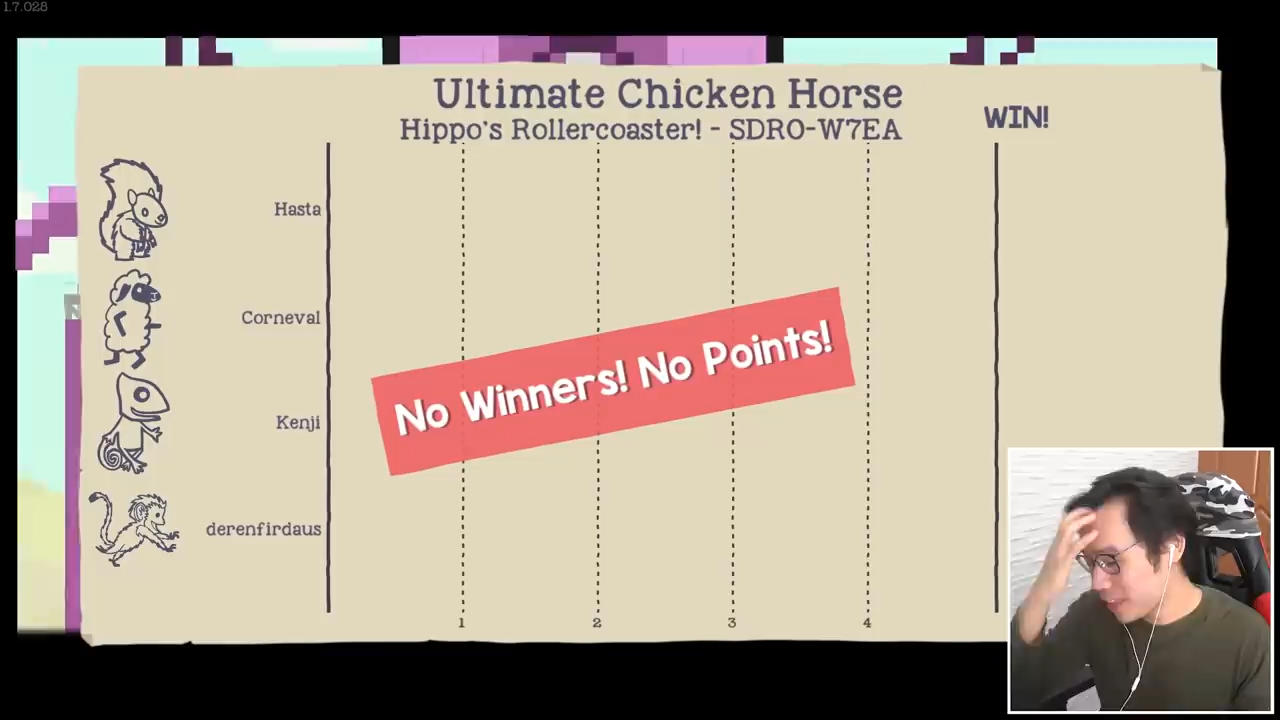 1.7.028
Ultimate Chicken Horse
Hippo's Rollercoaster! - SDRO-W7EA
WIN!
Hasta
Corneval
No Winners! No Points!
Kenji
derenfirdaus
1 2 3 4